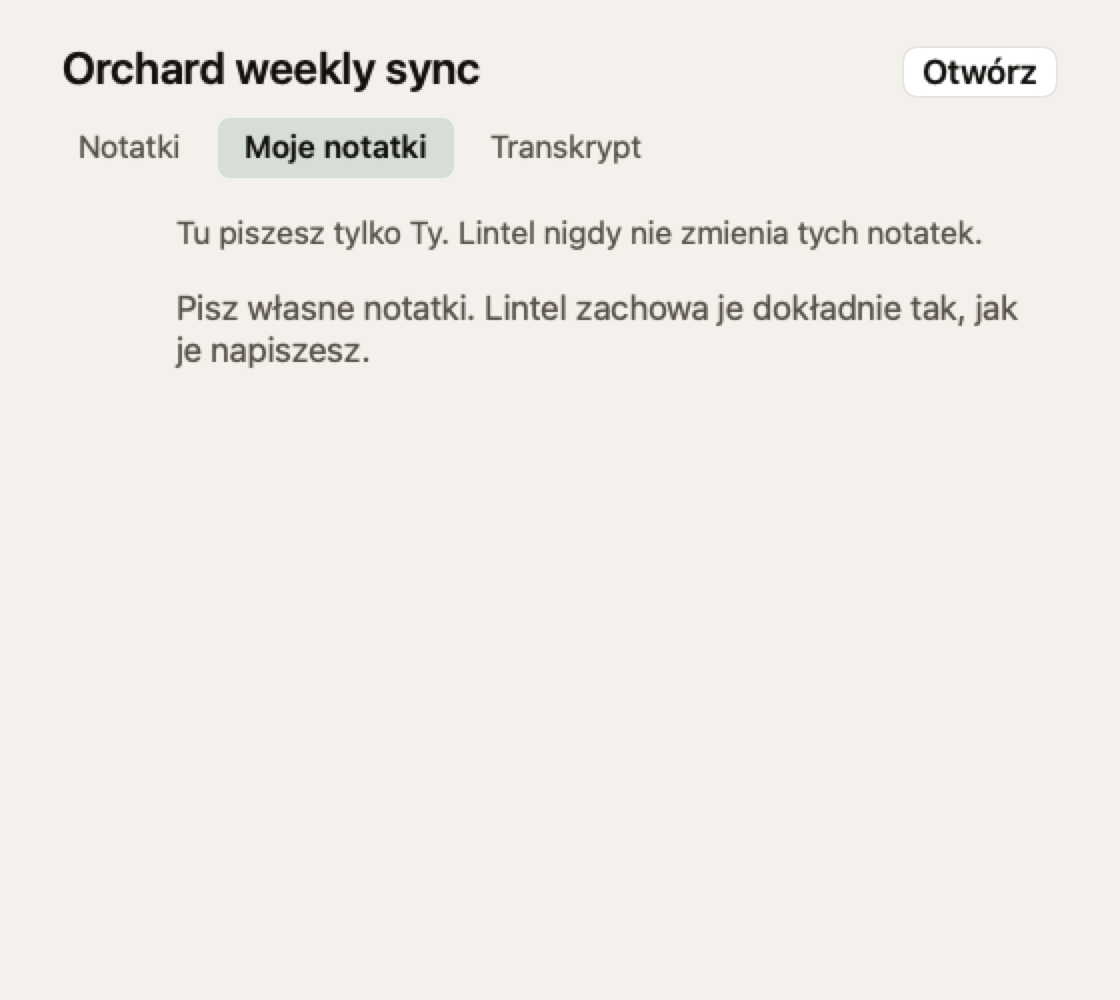 Orchard weekly sync
Otwórz
Notatki
Moje notatki
Transkrypt
Tu piszesz tylko Ty. Lintel nigdy nie zmienia tych notatek.
Pisz własne notatki. Lintel zachowa je dokładnie tak, jak
je napiszesz.